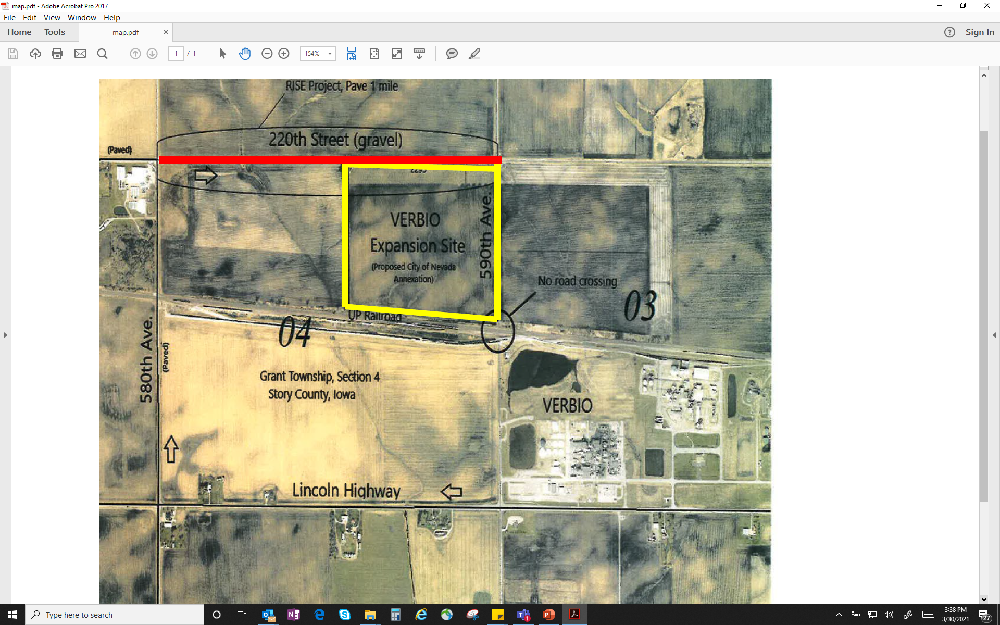 map.pdf - Adobe Acrobat Pro 2017
File Edit View Window Help
Home Tools map.pdf × ? Sign In
1 / 1 154%
RISE Project, Pave 1 mile
220th Street (gravel)
(Paved)
2295
VERBIO
Expansion Site
(Proposed City of Nevada
Annexation)
590th Ave.
No road crossing
03
UP Railroad
04
580th Ave.
(Paved)
Grant Township, Section 4
Story County, Iowa
VERBIO
Lincoln Highway
Type here to search
3:38 PM
3/30/2021
27
1